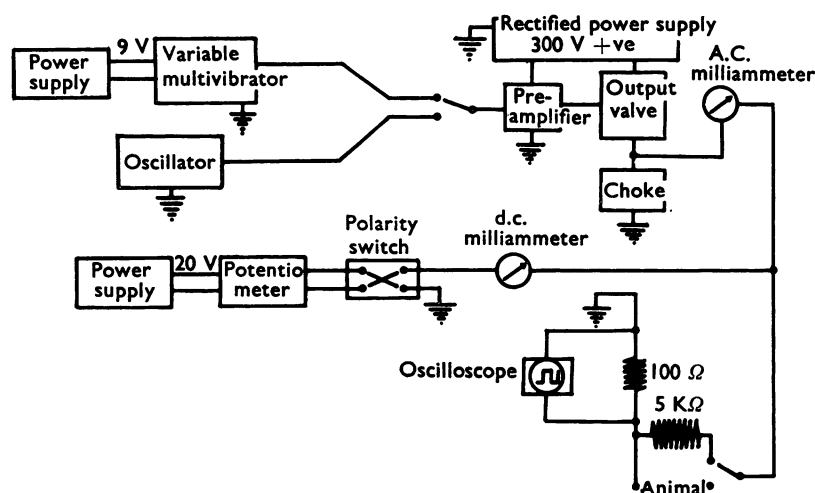 Rectified power supply
300 V +ve
9 V
Power
supply
Variable
multivibrator
A.C.
milliammeter
Pre-
amplifier
Output
valve
Oscillator
Choke
Polarity
switch
d.c.
milliammeter
Power
supply
20 V
Potentio
meter
Oscilloscope
100 Ω
5 KΩ
Animal